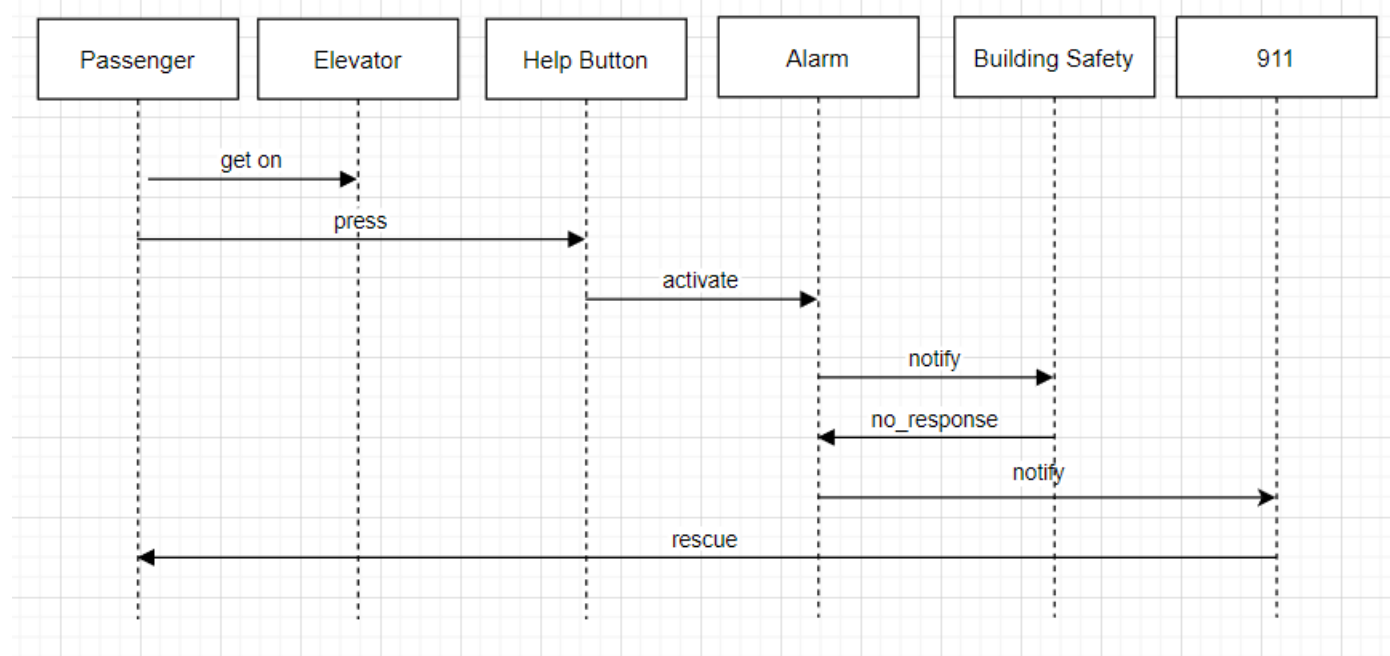 Passenger
Elevator
Help Button
Alarm
Building Safety
911
get on
press
activate
notify
no_response
notify
rescue